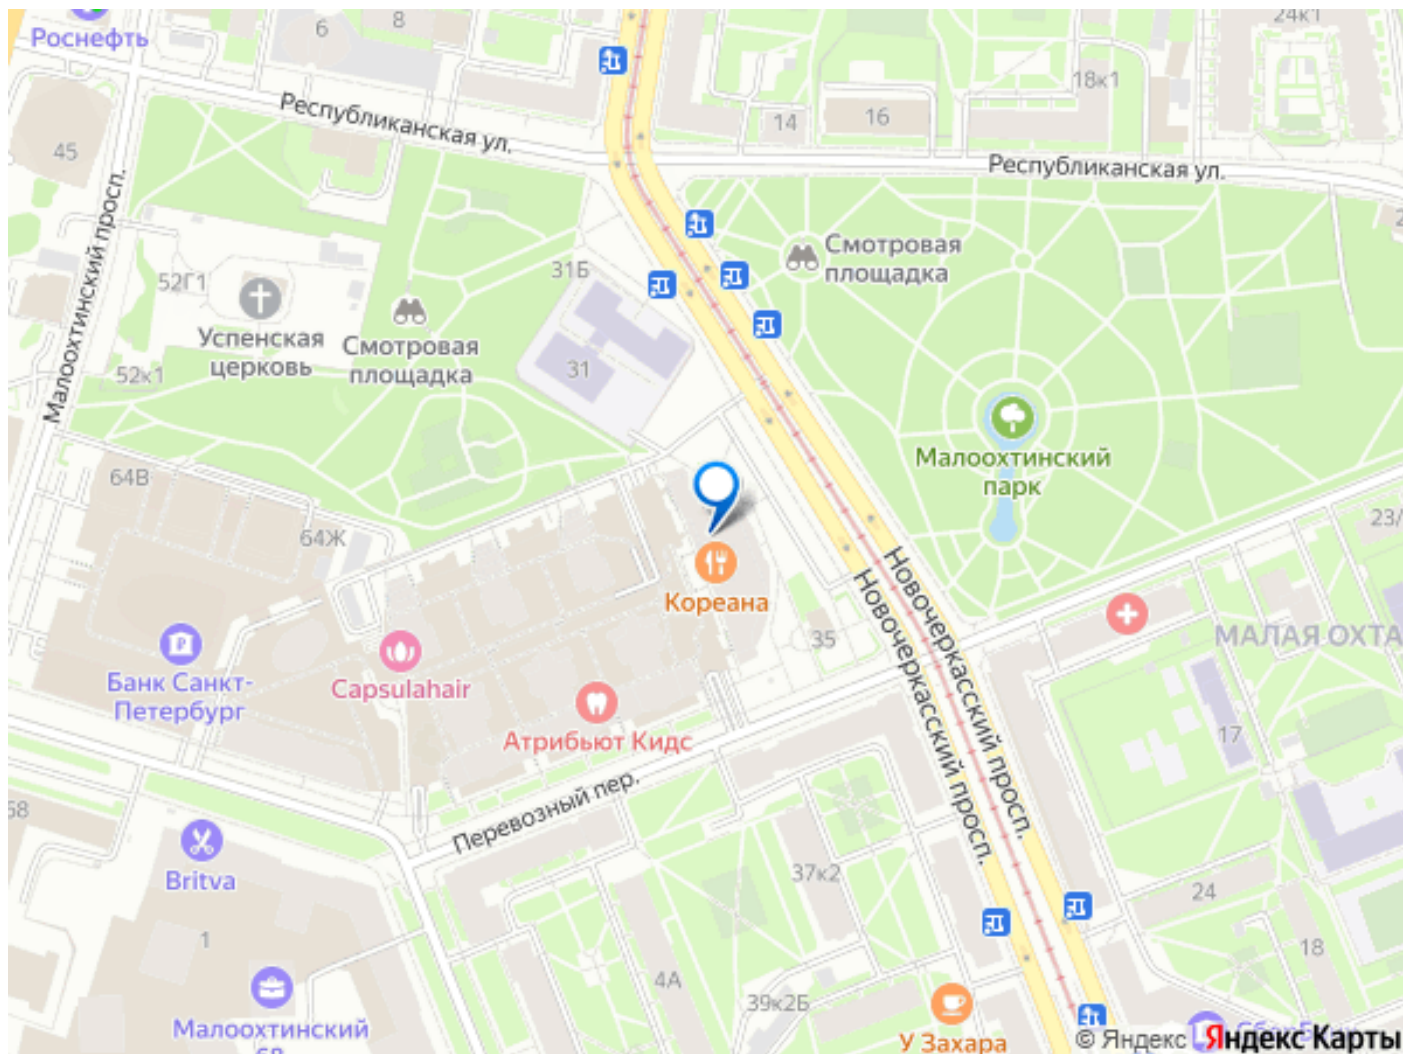 Роснефть
6
8
24к1
18к1
14
16
Республиканская ул.
Республиканская ул.
45
Малоохтинский просп.
52Г1
Успенская
церковь
Смотровая
площадка
31Б
31
Смотровая
площадка
52к1
Малоохтинский
парк
64В
64Ж
23/
Кореана
35
Новочеркасский просп.
Новочеркасский просп.
МАЛАЯ ОХТА
Банк Санкт-
Петербург
Capsulahair
Атрибьют Кидс
17
Перевозный пер.
68
Britva
37к2
24
1
18
4А
39к2Б
Малоохтинский
68
У Захара
© Яндекс
Яндекс Карты